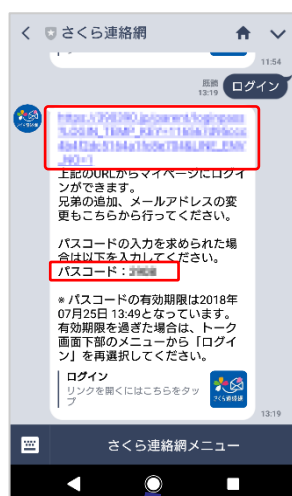 さくら連絡網
11:54
既読
13:19
ログイン
上記のURLからマイページにログイ
ンができます。
兄弟の追加、メールアドレスの変
更もこちらから行ってください。
パスコードの入力を求められた場
合は以下を入力してください。
パスコード：
※ パスコードの有効期限は2018年
07月25日 13:49となっています。
有効期限を過ぎた場合は、トーク
画面下部のメニューから「ログイ
ン」を再選択してください。
ログイン
リンクを開くにはこちらをタッ
プ
さくら連絡網
13:19
さくら連絡網メニュー